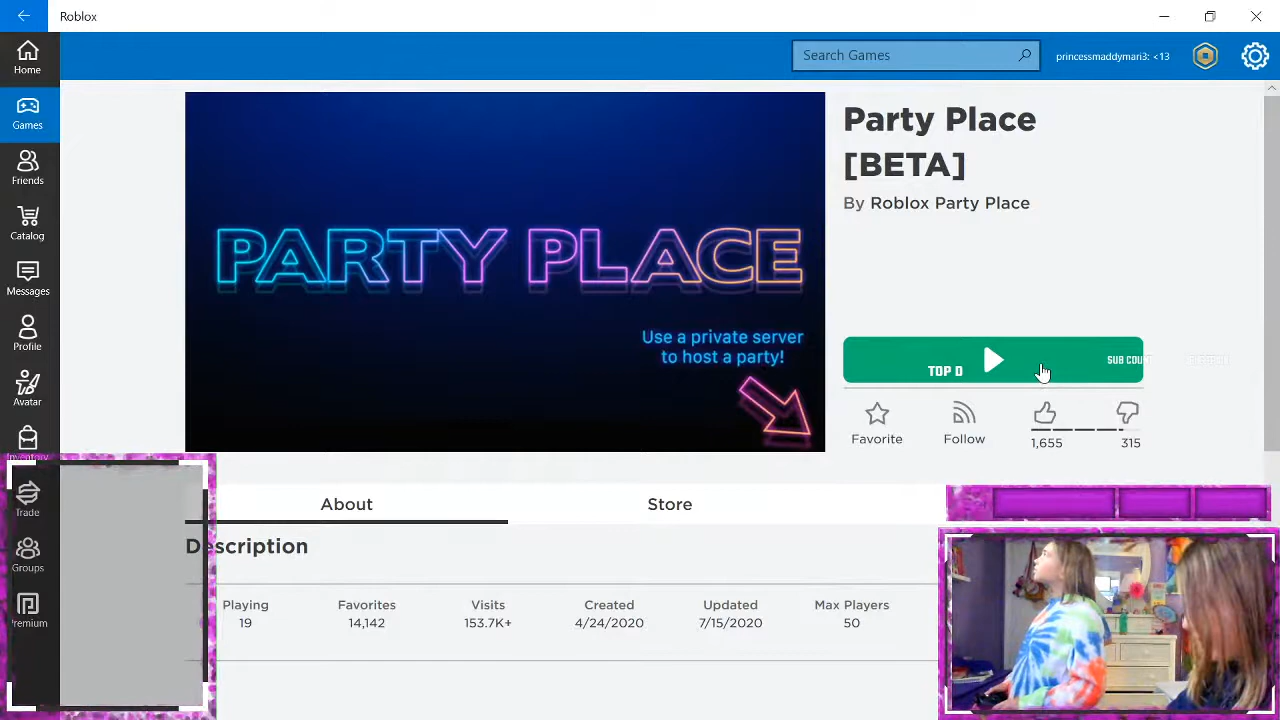 Roblox
Home
Search Games
princessmaddymari3: <13
Games
Friends
Catalog
Messages
Profile
Avatar
Inventory
Trade
Groups
Premium
PARTY PLACE
Use a private server
to host a party!
Party Place
[BETA]
By Roblox Party Place
TOP D
SUB COU
Favorite
Follow
1,655
315
About
Store
Description
Playing
Favorites
Visits
Created
Updated
Max Players
19
14,142
153.7K+
4/24/2020
7/15/2020
50